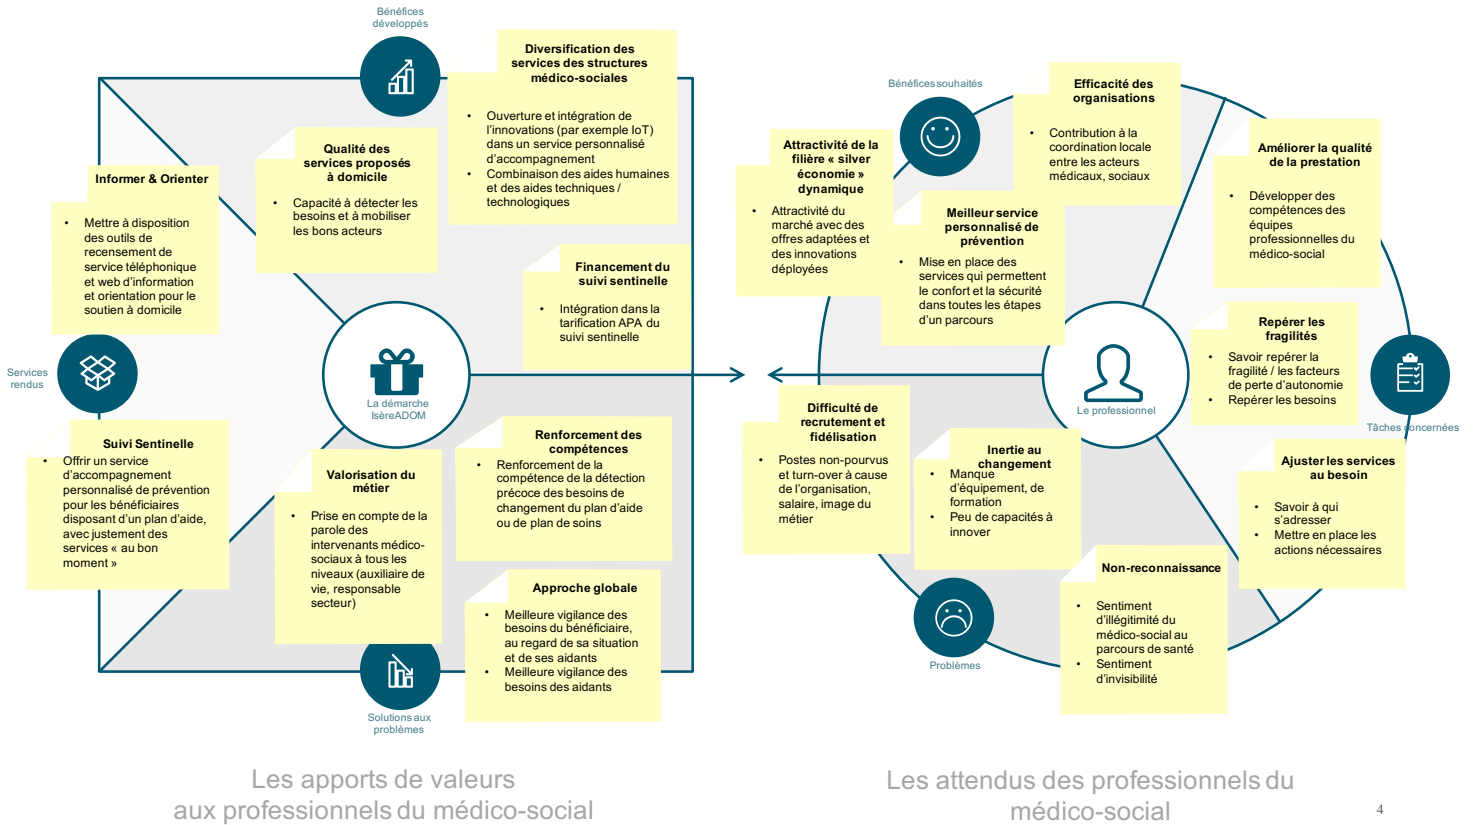 Bénéfices
développés
Diversification des
services des structures
médico-sociales
• Ouverture et intégration de
l'innovations (par exemple IoT)
dans un service personnalisé
d'accompagnement
• Combinaison des aides humaines
et des aides techniques /
technologiques
Qualité des
services proposés
à domicile
• Capacité à détecter les
besoins et à mobiliser
les bons acteurs
Informer & Orienter
• Mettre à disposition
des outils de
recensement de
service téléphonique
et web d'information
et orientation pour le
soutien à domicile
Financement du
suivi sentinelle
• Intégration dans la
tarification APA du
suivi sentinelle
Services
rendus
La démarche
IsèreADOM
Suivi Sentinelle
• Offrir un service
d'accompagnement
personnalisé de prévention
pour les bénéficiaires
disposant d'un plan d'aide,
avec justement des
services « au bon
moment »
Valorisation du
métier
• Prise en compte de la
parole des
intervenants médico-
sociaux à tous les
niveaux (auxiliaire de
vie, responsable
secteur)
Renforcement des
compétences
• Renforcement de la
compétence de la détection
précoce des besoins de
changement du plan d'aide
ou de plan de soins
Approche globale
• Meilleure vigilance des
besoins du bénéficiaire,
au regard de sa situation
et de ses aidants
• Meilleure vigilance des
besoins des aidants
Solutions aux
problèmes
Les apports de valeurs
aux professionnels du médico-social
Bénéfices souhaités
Efficacité des
organisations
• Contribution à la
coordination locale
entre les acteurs
médicaux, sociaux
Attractivité de la
filière « silver
économie »
dynamique
• Attractivité du
marché avec des
offres adaptées et
des innovations
déployées
Meilleur service
personnalisé de
prévention
• Mise en place des
services qui permettent
le confort et la sécurité
dans toutes les étapes
d'un parcours
Améliorer la qualité
de la prestation
• Développer des
compétences des
équipes
professionnelles du
médico-social
Repérer les
fragilités
• Savoir repérer la
fragilité / les facteurs
de perte d'autonomie
• Repérer les besoins
Le professionnel
Tâches concernées
Difficulté de
recrutement et
fidélisation
• Postes non-pourvus
et turn-over à cause
de l'organisation,
salaire, image du
métier
Inertie au
changement
• Manque
d'équipement, de
formation
• Peu de capacités à
innover
Ajuster les services
au besoin
• Savoir à qui
s'adresser
• Mettre en place les
actions nécessaires
Non-reconnaissance
• Sentiment
d'illégitimité du
médico-social au
parcours de santé
• Sentiment
d'invisibilité
Problèmes
Les attendus des professionnels du
médico-social
4